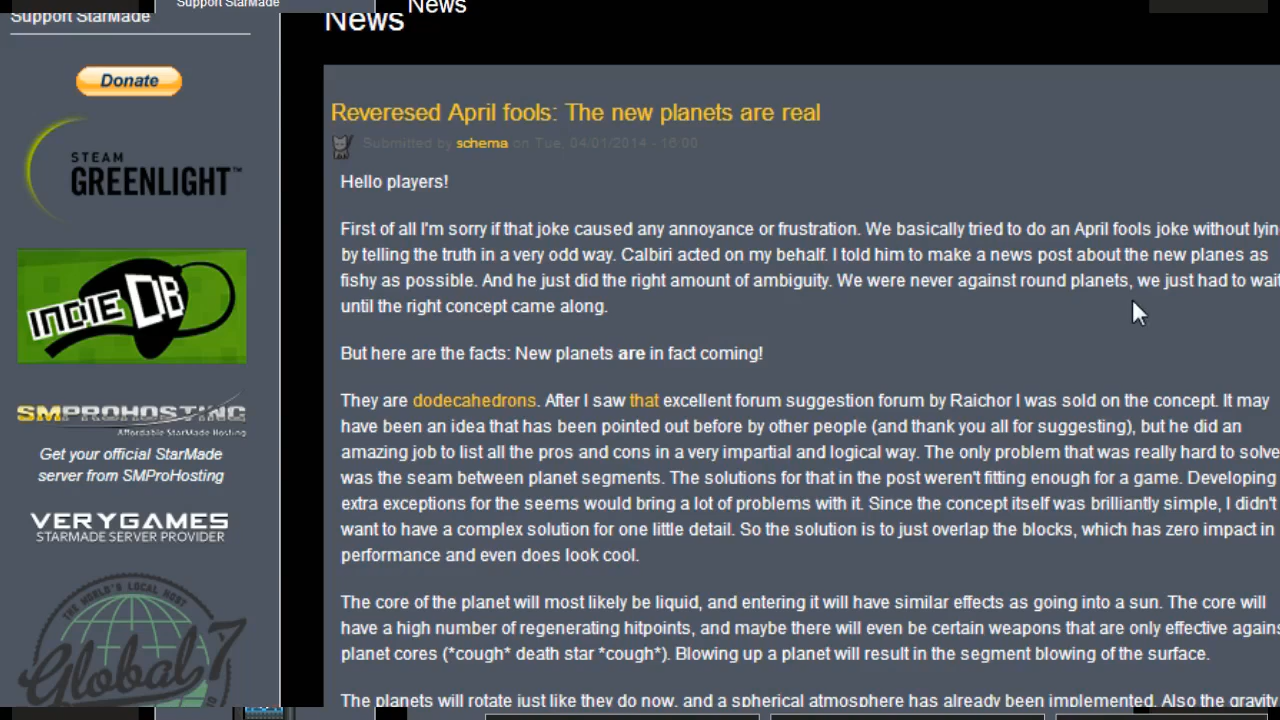 Support StarMade
News
Support StarMade
News
Donate
STEAM
GREENLIGHT™
INDIE DB
SMPROHOSTING
Affordable StarMade Hosting
Get your official StarMade
server from SMProHosting
VERYGAMES
STARMADE SERVER PROVIDER
THE WORLD'S LOCAL HOST
Global 7
Reveresed April fools: The new planets are real
Submitted by schema on Tue, 04/01/2014 - 16:00
Hello players!
First of all I'm sorry if that joke caused any annoyance or frustration. We basically tried to do an April fools joke without lyin
by telling the truth in a very odd way. Calbiri acted on my behalf. I told him to make a news post about the new planes as
fishy as possible. And he just did the right amount of ambiguity. We were never against round planets, we just had to wait
until the right concept came along.
But here are the facts: New planets are in fact coming!
They are dodecahedrons. After I saw that excellent forum suggestion forum by Raichor I was sold on the concept. It may
have been an idea that has been pointed out before by other people (and thank you all for suggesting), but he did an
amazing job to list all the pros and cons in a very impartial and logical way. The only problem that was really hard to solve
was the seam between planet segments. The solutions for that in the post weren't fitting enough for a game. Developing
extra exceptions for the seems would bring a lot of problems with it. Since the concept itself was brilliantly simple, I didn't
want to have a complex solution for one little detail. So the solution is to just overlap the blocks, which has zero impact in
performance and even does look cool.
The core of the planet will most likely be liquid, and entering it will have similar effects as going into a sun. The core will
have a high number of regenerating hitpoints, and maybe there will even be certain weapons that are only effective agains
planet cores (*cough* death star *cough*). Blowing up a planet will result in the segment blowing of the surface.
The planets will rotate just like they do now, and a spherical atmosphere has already been implemented. Also the gravity